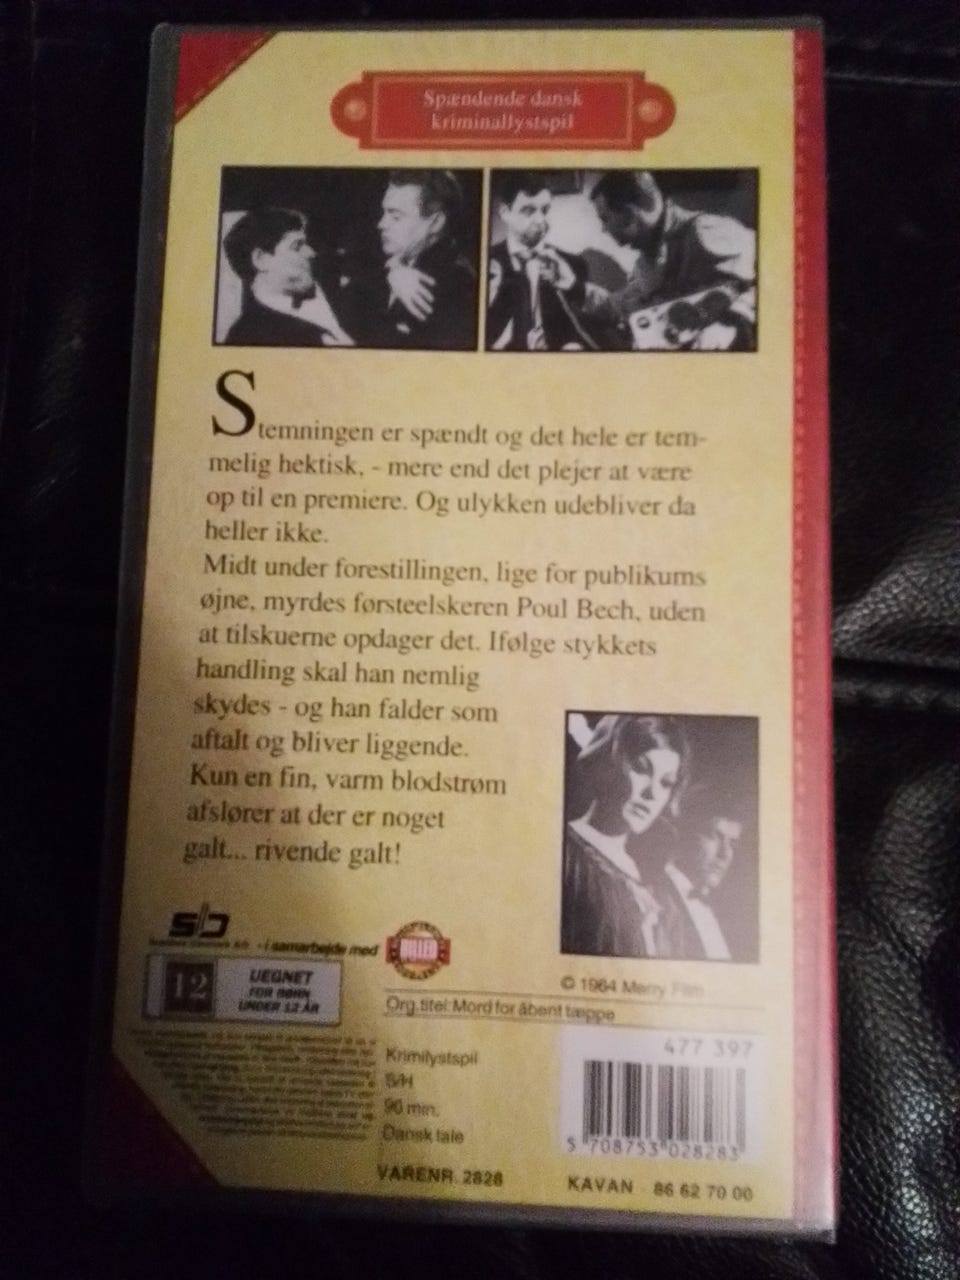 Spændende dansk
kriminallystspil
Stemningen er spændt og det hele er tem-
melig hektisk, - mere end det plejer at være
op til en premiere. Og ulykken udebliver da
heller ikke.
Midt under forestillingen, lige for publikums
øjne, myrdes førsteelskeren Poul Bech, uden
at tilskuerne opdager det. Ifølge stykkets
handling skal han nemlig
skydes - og han falder som
aftalt og bliver liggende.
Kun en fin, varm blodstrøm
afslører at der er noget
galt... rivende galt!
- i samarbejde med
BILLED
12
UEGNET
FOR BØRN
UNDER 12 ÅR
© 1964 Merry Film
Org. titel: Mord for åbent tæppe
Krimilystspil
S/H
90 min.
Dansk tale
VARENR. 2828
477 397
5 708753 028283
KAVAN 86 62 70 00